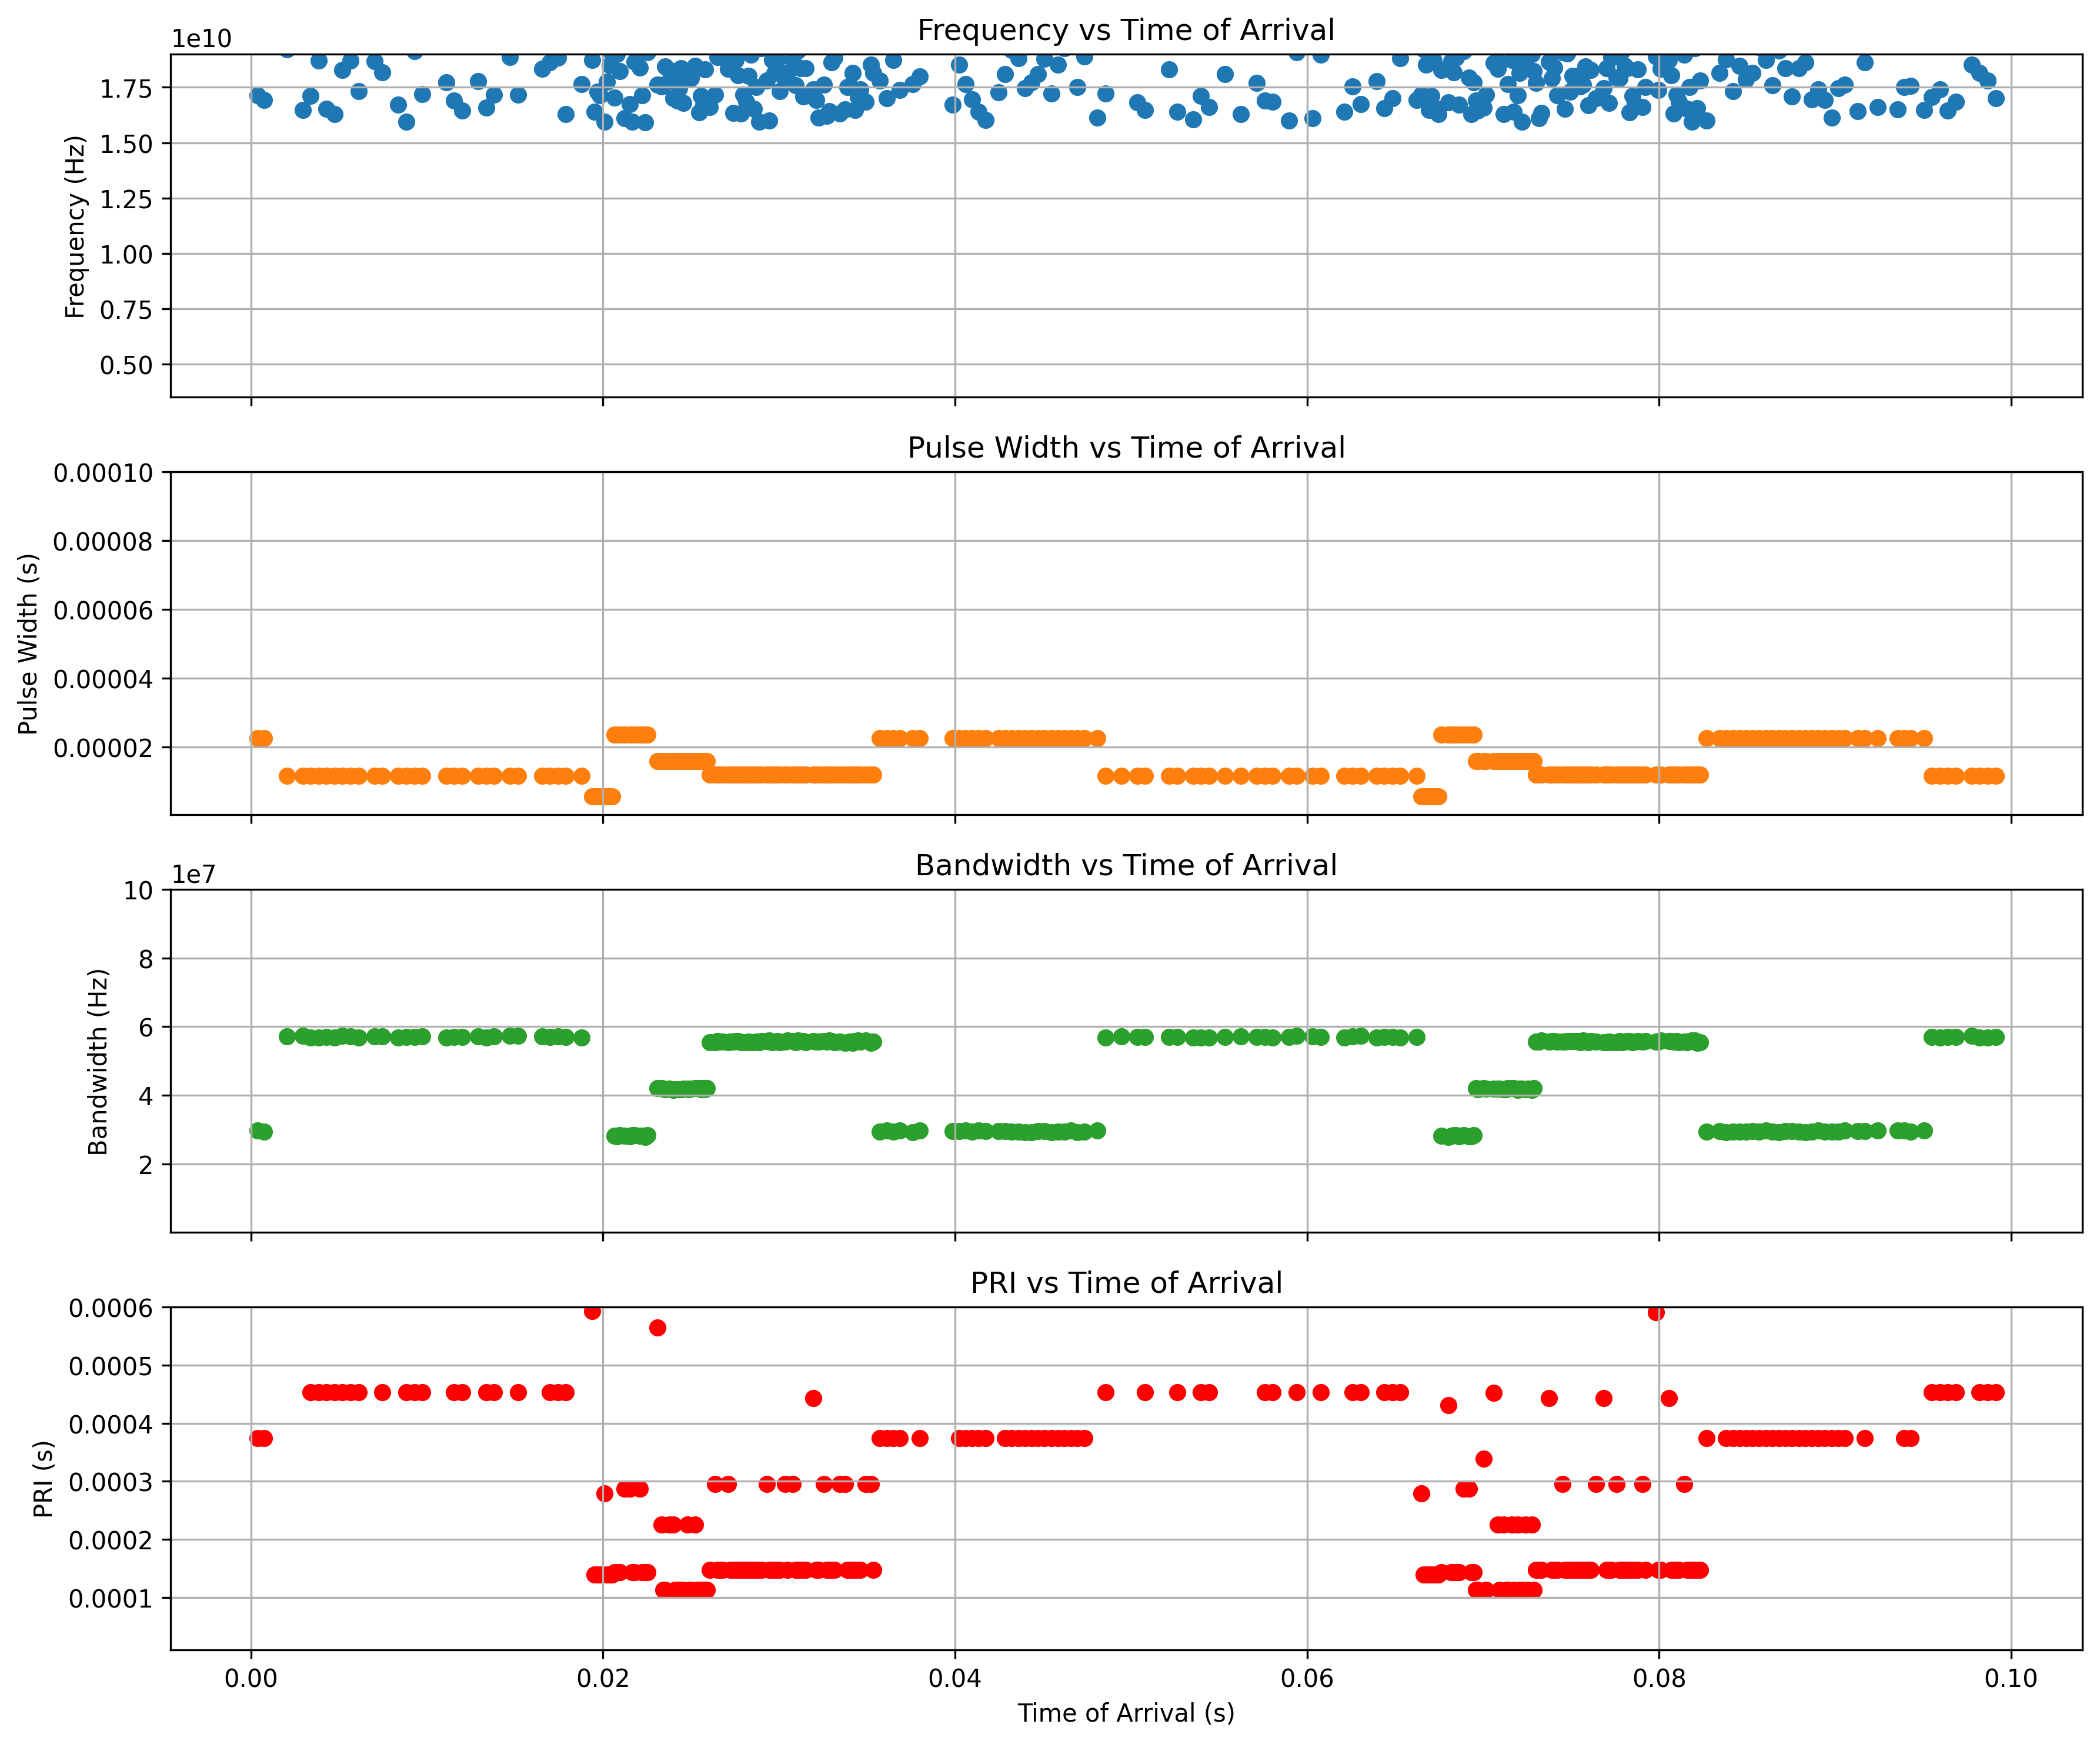 Frequency vs Time of Arrival
1e10
1.75
1.50
1.25
1.00
0.75
0.50
Frequency (Hz)
Pulse Width vs Time of Arrival
0.00010
0.00008
0.00006
0.00004
0.00002
Pulse Width (s)
Bandwidth vs Time of Arrival
1e7
10
8
6
4
2
Bandwidth (Hz)
PRI vs Time of Arrival
0.0006
0.0005
0.0004
0.0003
0.0002
0.0001
PRI (s)
0.00 0.02 0.04 0.06 0.08 0.10
Time of Arrival (s)